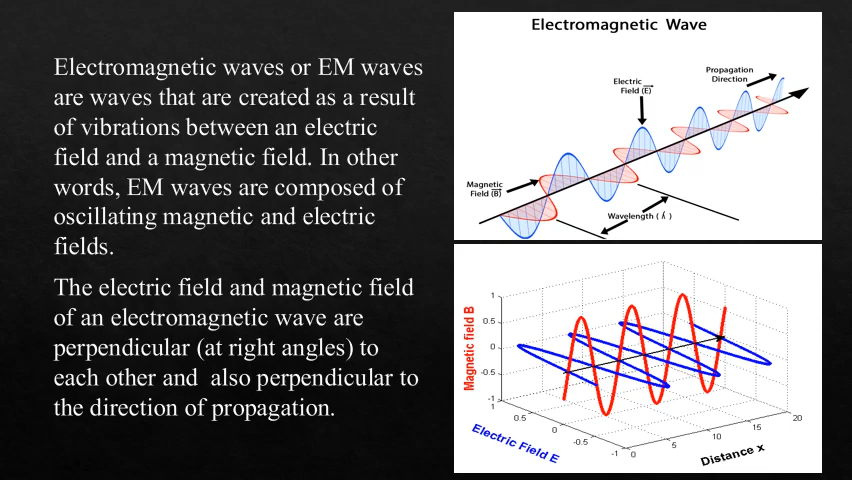 Electromagnetic waves or EM waves
are waves that are created as a result
of vibrations between an electric
field and a magnetic field. In other
words, EM waves are composed of
oscillating magnetic and electric
fields.
The electric field and magnetic field
of an electromagnetic wave are
perpendicular (at right angles) to
each other and also perpendicular to
the direction of propagation.
Electromagnetic Wave
Propagation
Direction
Electric
Field (E)
Magnetic
Field (B)
Wavelength ( λ )
Magnetic field B
1
0.5
0
-0.5
-1
1
0.5
0
-0.5
-1
Electric Field E
0
5
10
15
20
Distance x